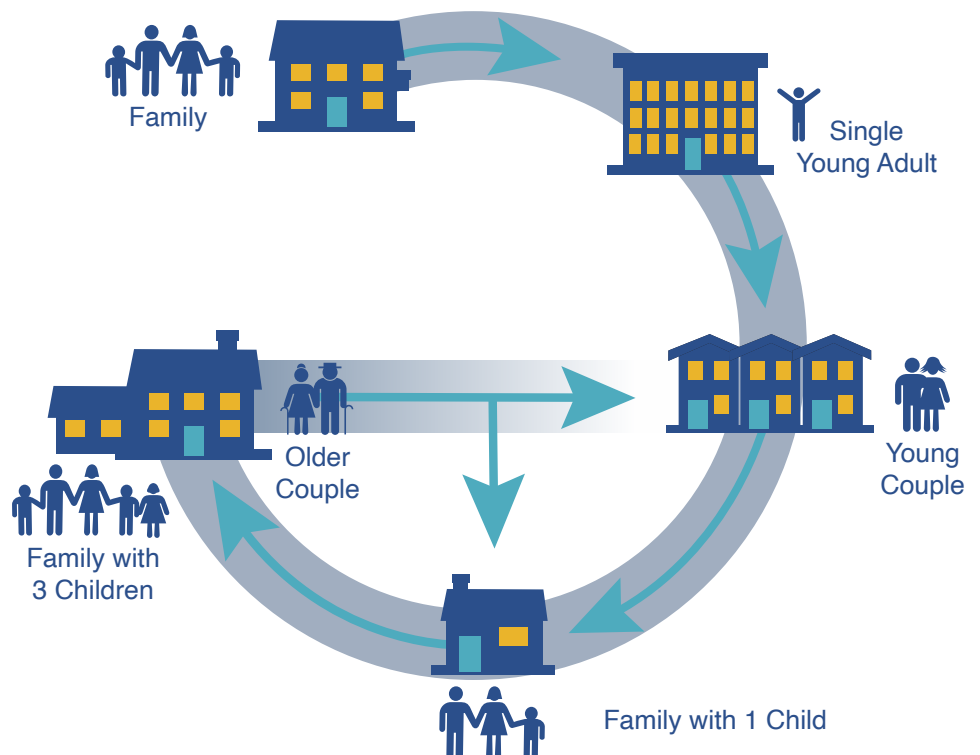 Family
Single
Young Adult
Older
Couple
Young
Couple
Family with
3 Children
Family with 1 Child